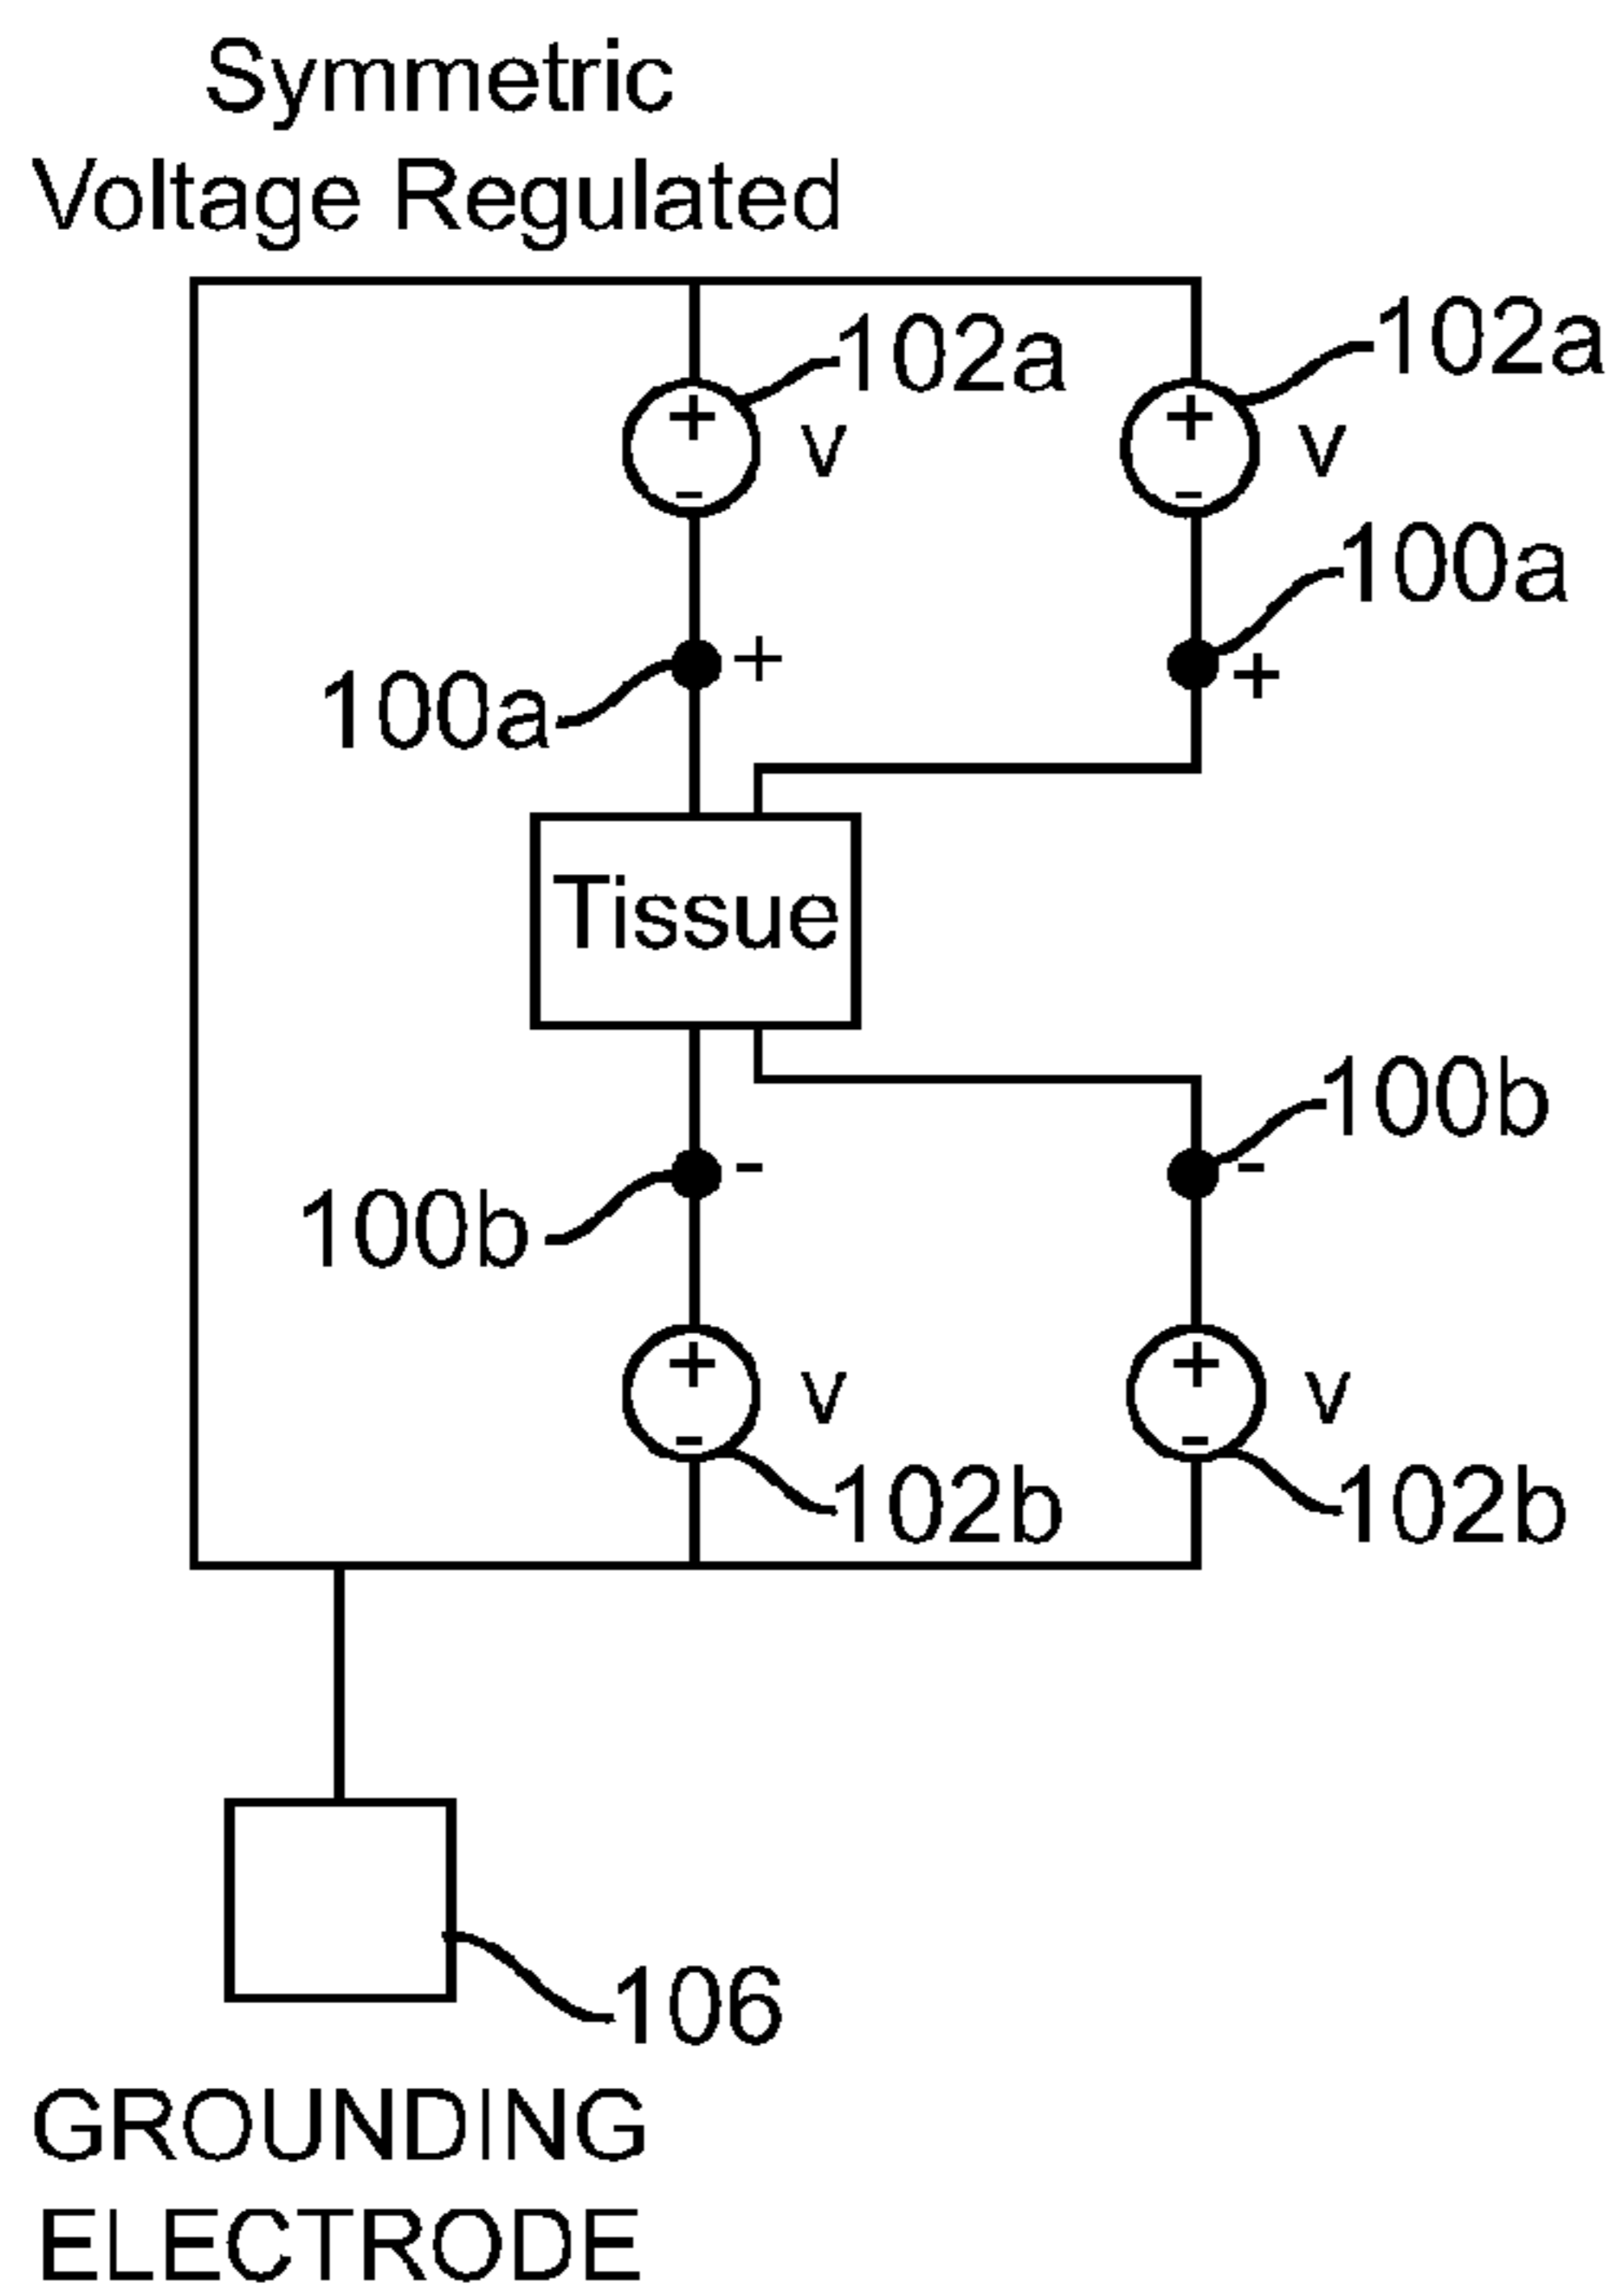 Symmetric
Voltage Regulated
102a
102a
+
v
+
v
-
-
100a
100a
+
+
Tissue
100b
100b
-
-
+
v
+
v
-
-
102b
102b
106
GROUNDING
ELECTRODE